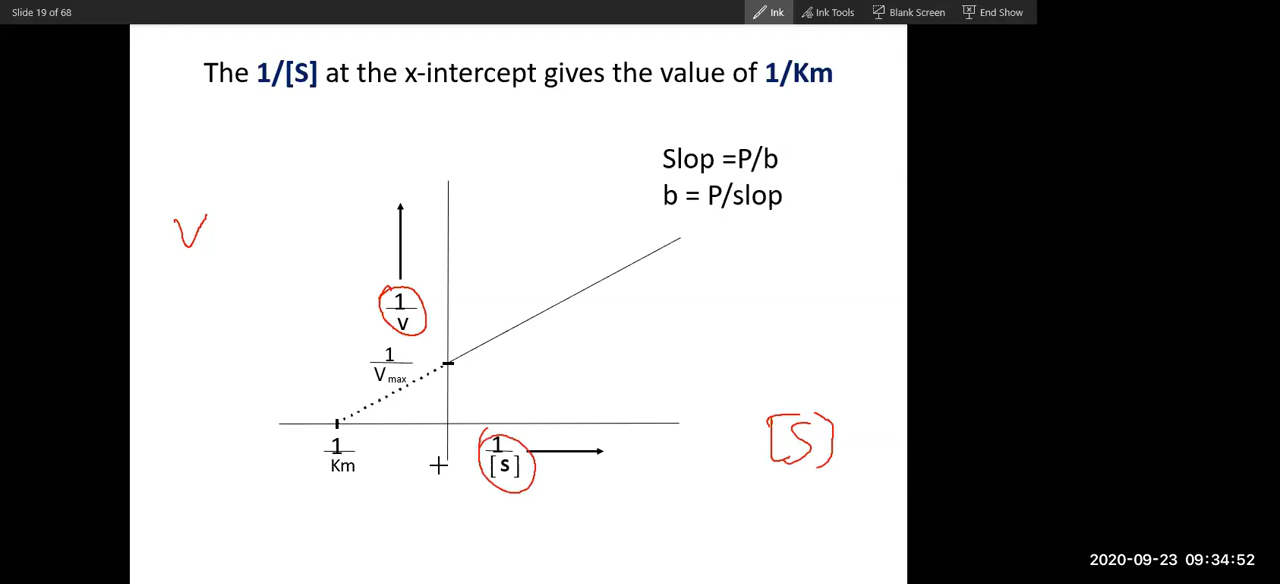 Slide 19 of 68
Ink Ink Tools Blank Screen End Show
The 1/[S] at the x-intercept gives the value of 1/Km
Slop =P/b
b = P/slop
V
1
v
1
V max
1
Km
1
[ s ]
[S]
2020-09-23 09:34:52